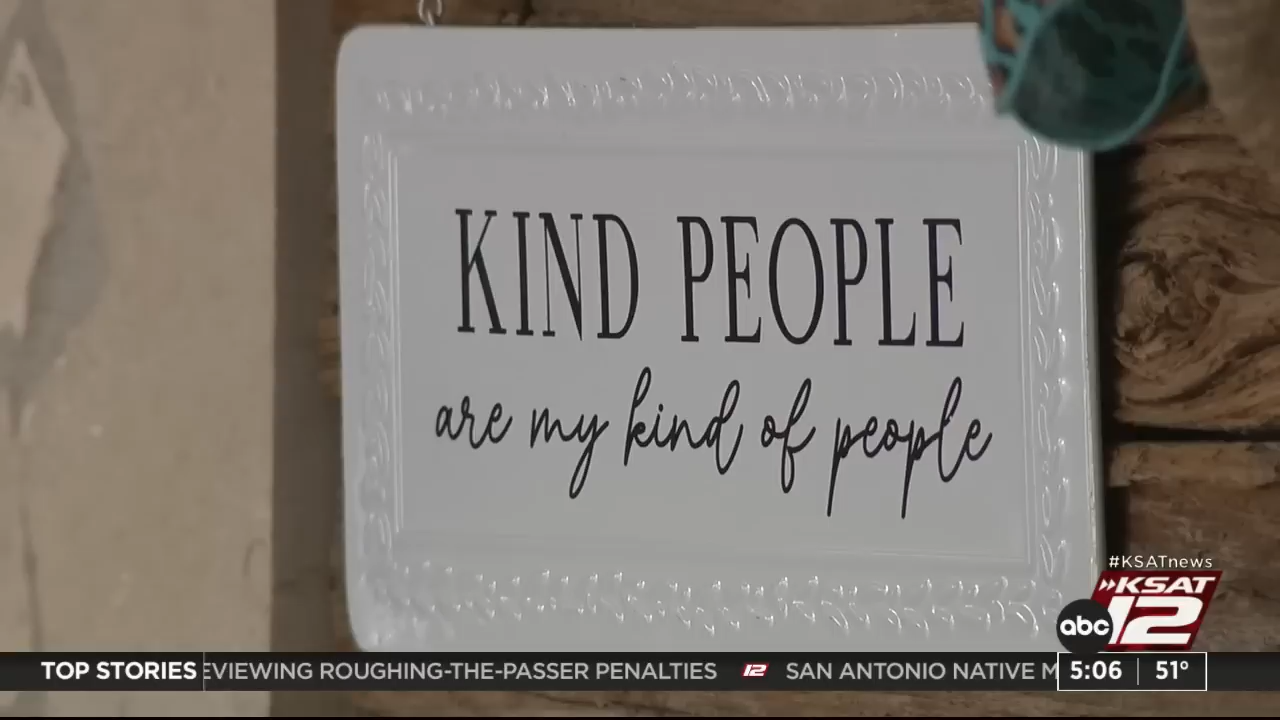 KIND PEOPLE
are my kind of people
#KSATnews
KSAT
abc 12
TOP STORIES EVIEWING ROUGHING-THE-PASSER PENALTIES 12 SAN ANTONIO NATIVE M 5:06 51°